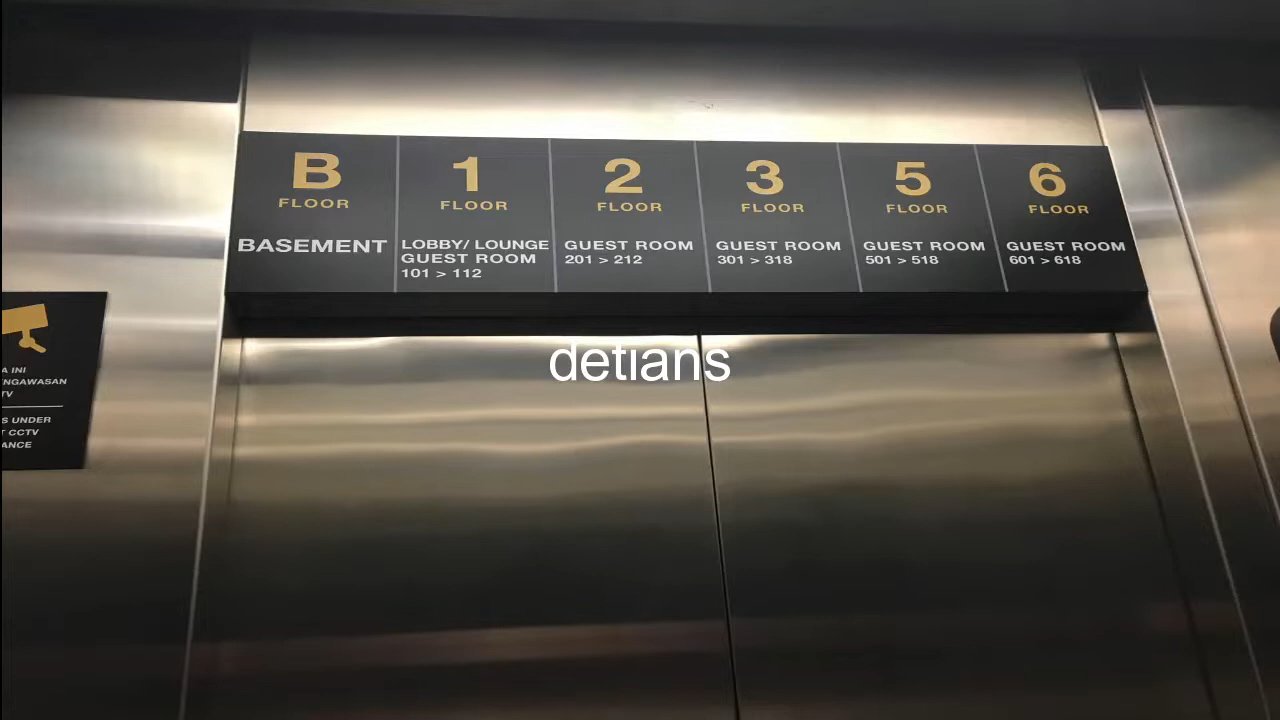 B
FLOOR
BASEMENT
1
FLOOR
LOBBY/ LOUNGE
GUEST ROOM
101 > 112
2
FLOOR
GUEST ROOM
201 > 212
3
FLOOR
GUEST ROOM
301 > 318
5
FLOOR
GUEST ROOM
501 > 518
6
FLOOR
GUEST ROOM
601 > 618
A INI
NGAWASAN
TV
S UNDER
T CCTV
ANCE
detians